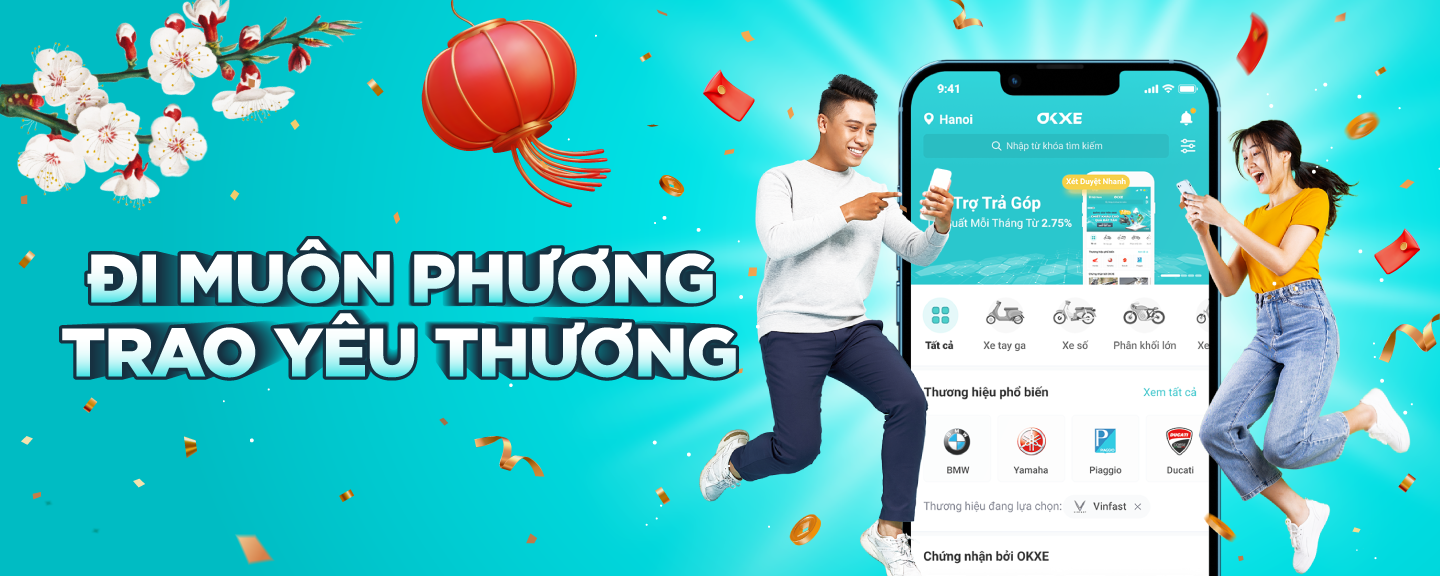 ĐI MUÔN PHƯƠNG
TRAO YÊU THƯƠNG
9:41
Hanoi
OKXE
Nhập từ khóa tìm kiếm
Xét Duyệt Nhanh
Trợ Trả Góp
uất Mỗi Tháng Từ 2.75%
Tất cả
Xe tay ga
Xe số
Phân khối lớn
Xe
Thương hiệu phổ biến
Xem tất cả
BMW
Yamaha
Piaggio
DUCATI
Ducati
Thương hiệu đang lựa chọn:
Vinfast
Chứng nhận bởi OKXE